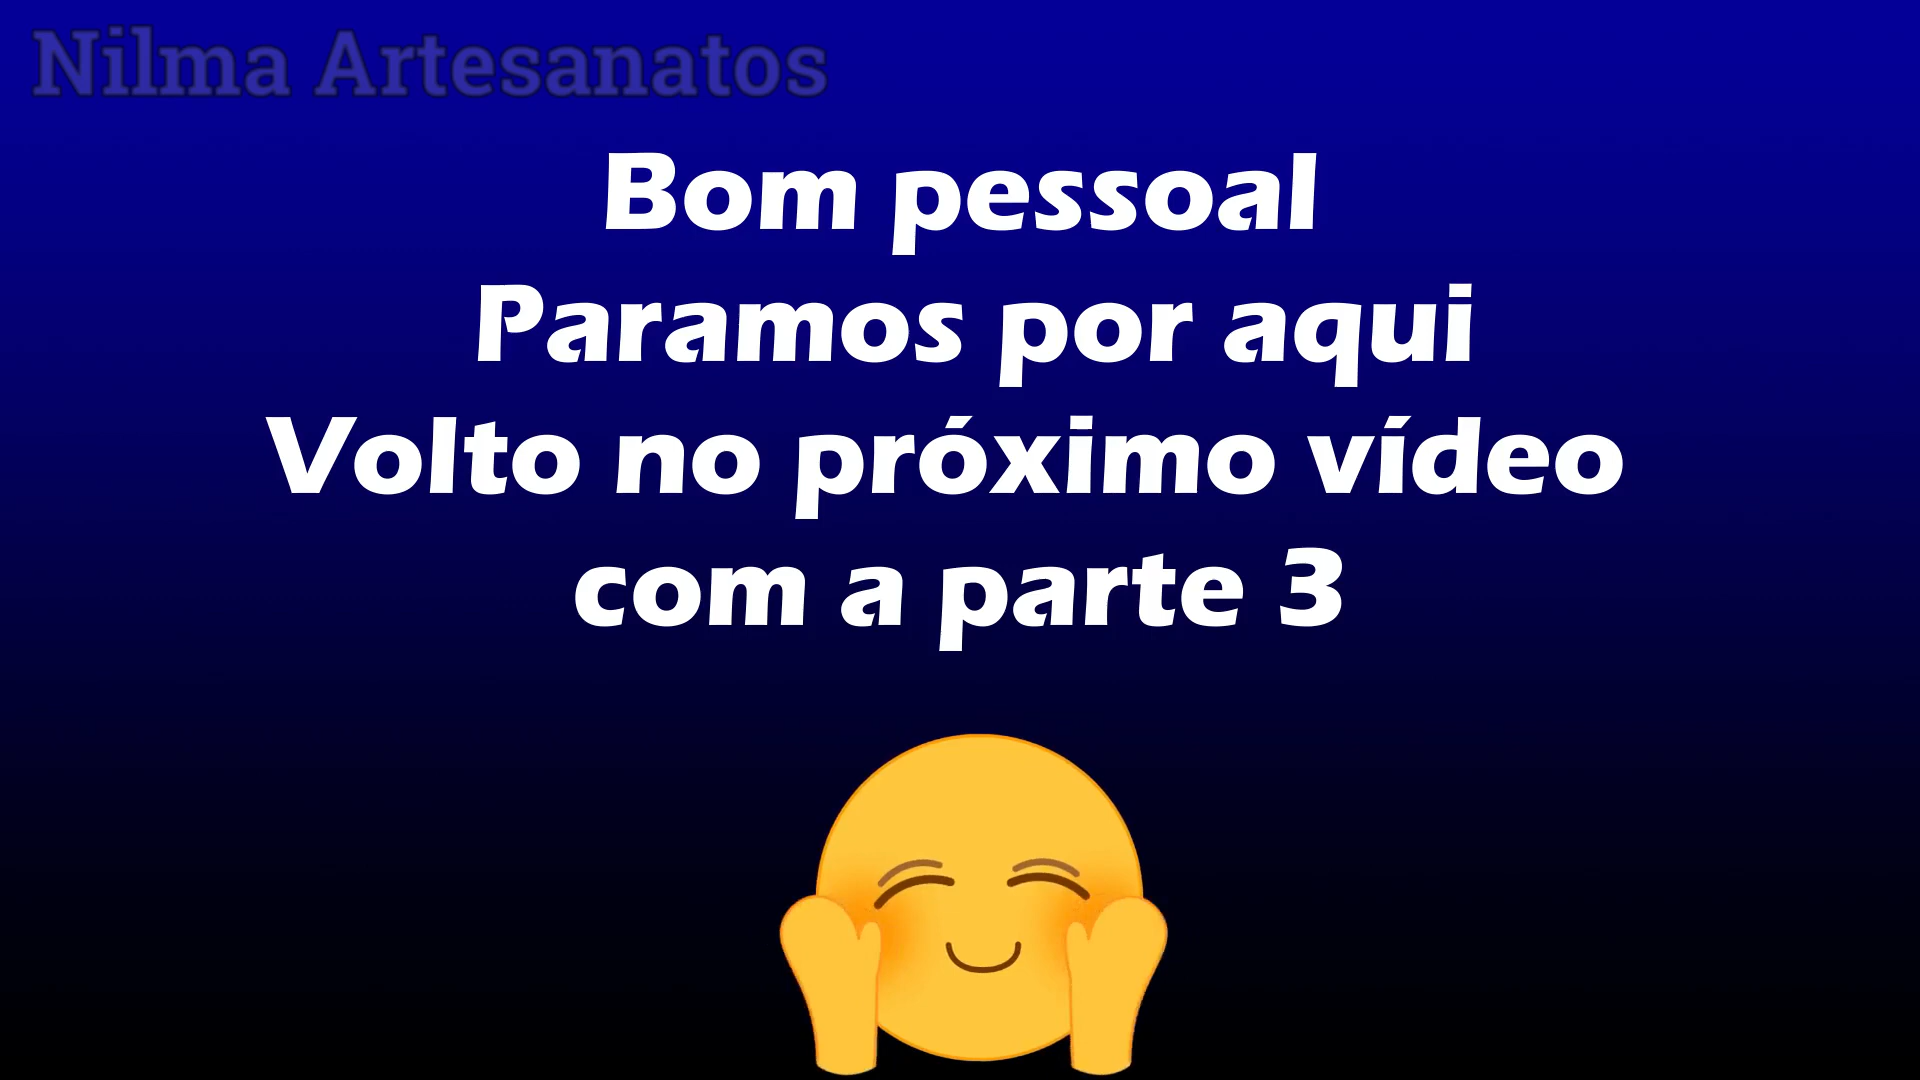 Nilma Artesanatos
Bom pessoal
Paramos por aqui
Volto no próximo vídeo
com a parte 3